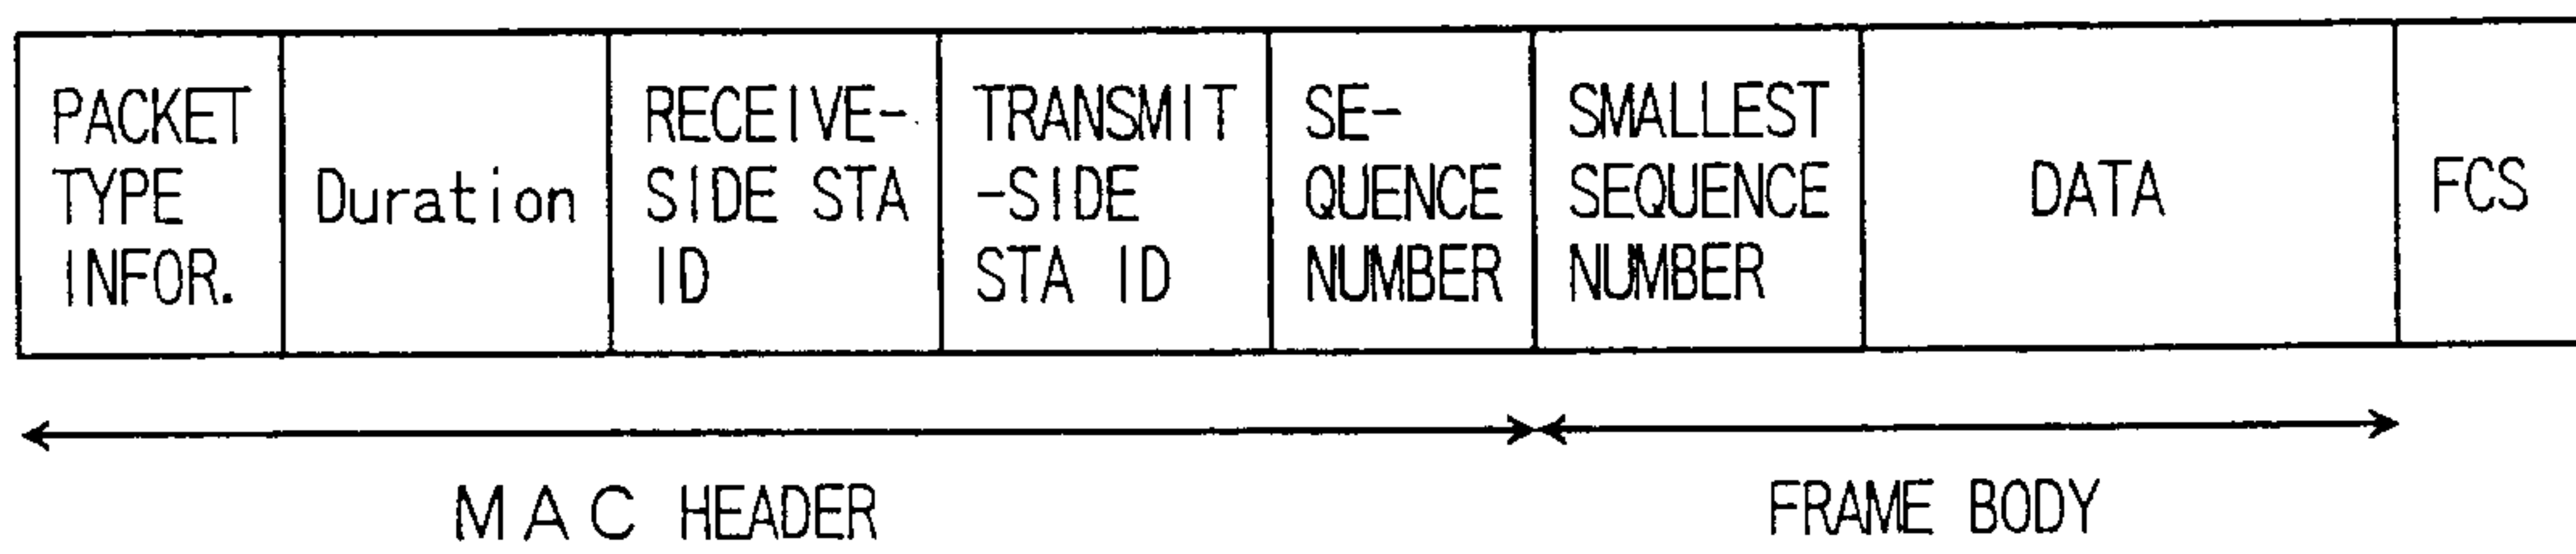 PACKET
TYPE
INFOR.
Duration
RECEIVE-
SIDE STA
ID
TRANSMIT
-SIDE
STA ID
SE-
QUENCE
NUMBER
SMALLEST
SEQUENCE
NUMBER
DATA
FCS
MAC HEADER
FRAME BODY